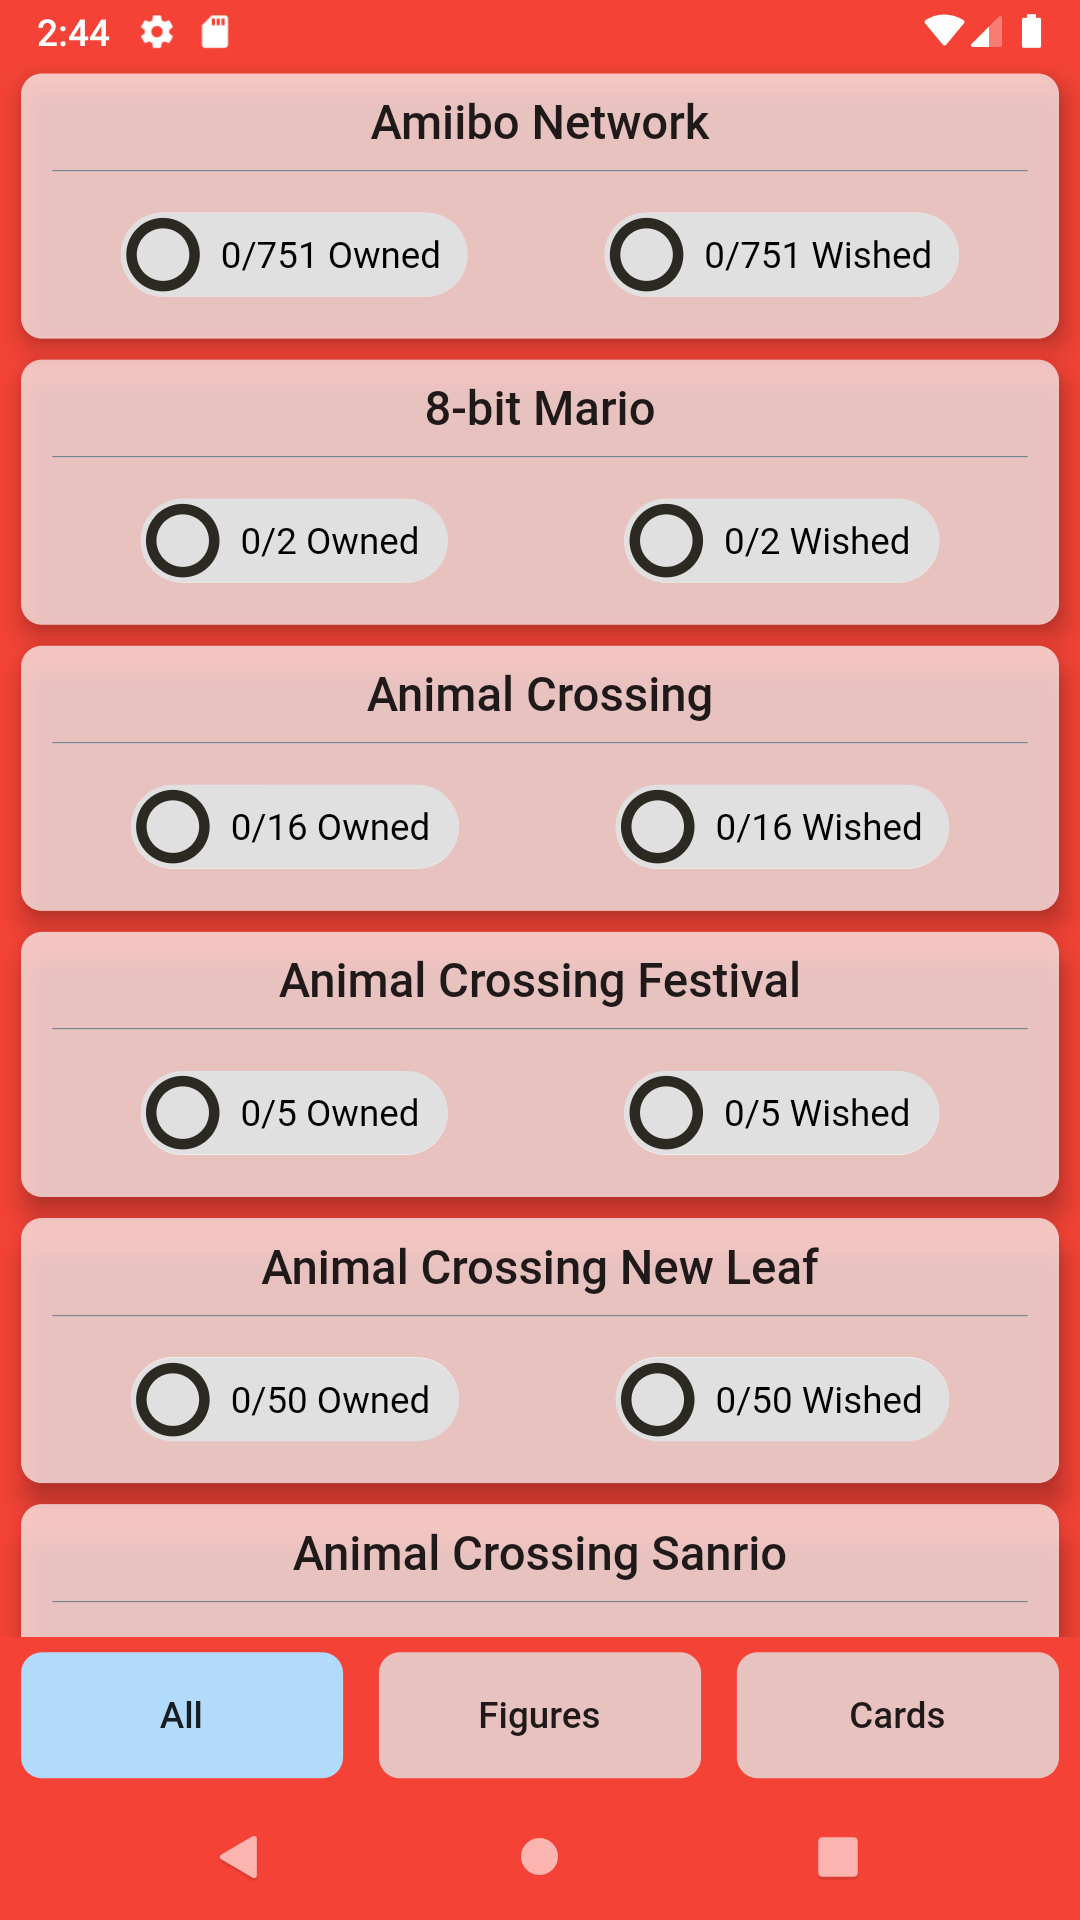 2:44
Amiibo Network
0/751 Owned
0/751 Wished
8-bit Mario
0/2 Owned
0/2 Wished
Animal Crossing
0/16 Owned
0/16 Wished
Animal Crossing Festival
0/5 Owned
0/5 Wished
Animal Crossing New Leaf
0/50 Owned
0/50 Wished
Animal Crossing Sanrio
All
Figures
Cards